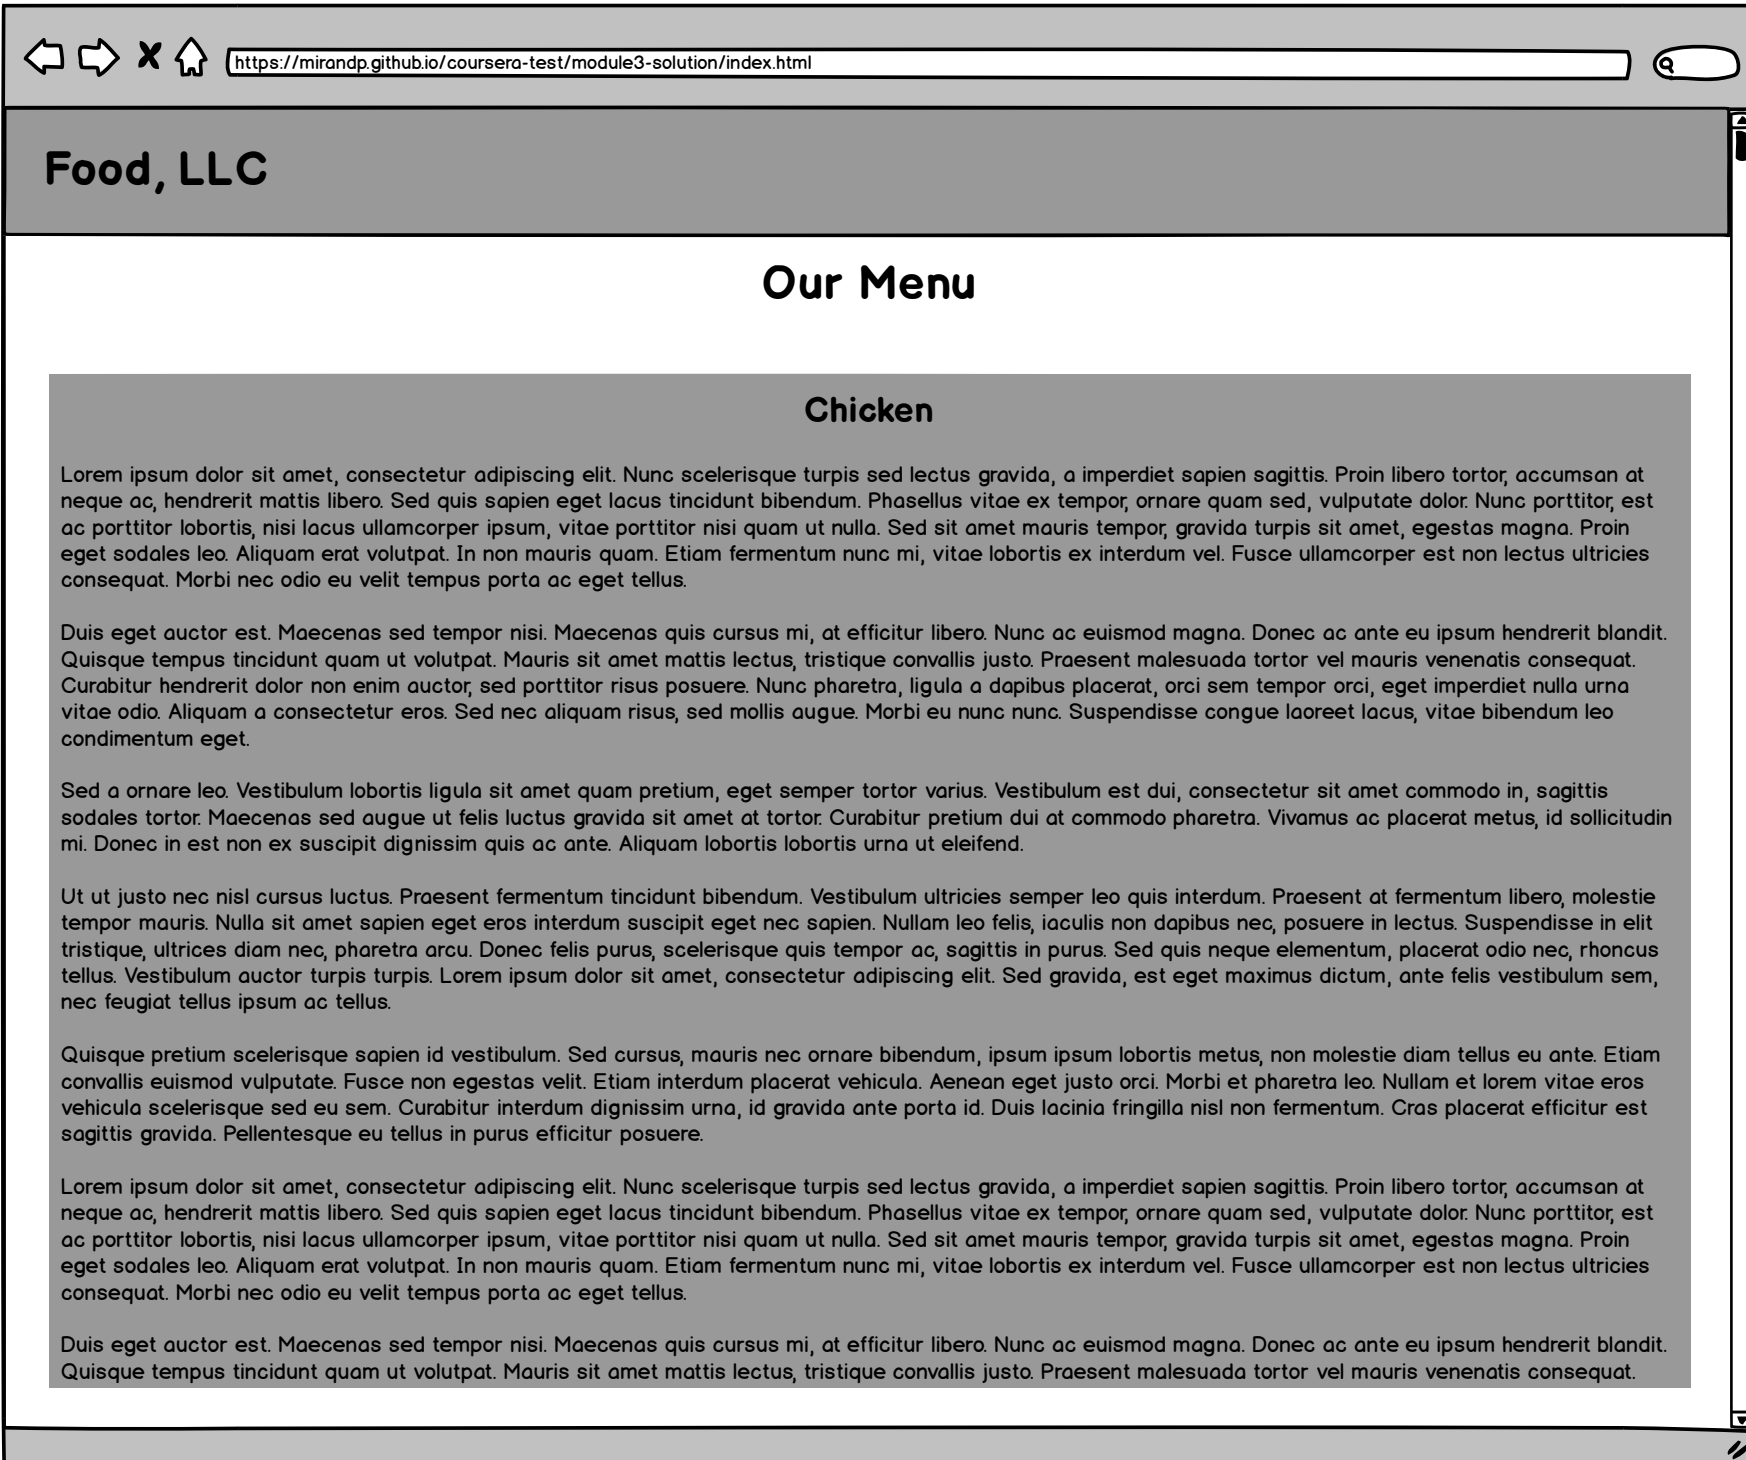 https://mirandp.github.io/coursera-test/module3-solution/index.html
Food, LLC
Our Menu
Chicken
Lorem ipsum dolor sit amet, consectetur adipiscing elit. Nunc scelerisque turpis sed lectus gravida, a imperdiet sapien sagittis. Proin libero tortor, accumsan at
neque ac, hendrerit mattis libero. Sed quis sapien eget lacus tincidunt bibendum. Phasellus vitae ex tempor, ornare quam sed, vulputate dolor. Nunc porttitor, est
ac porttitor lobortis, nisi lacus ullamcorper ipsum, vitae porttitor nisi quam ut nulla. Sed sit amet mauris tempor, gravida turpis sit amet, egestas magna. Proin
eget sodales leo. Aliquam erat volutpat. In non mauris quam. Etiam fermentum nunc mi, vitae lobortis ex interdum vel. Fusce ullamcorper est non lectus ultricies
consequat. Morbi nec odio eu velit tempus porta ac eget tellus.
Duis eget auctor est. Maecenas sed tempor nisi. Maecenas quis cursus mi, at efficitur libero. Nunc ac euismod magna. Donec ac ante eu ipsum hendrerit blandit.
Quisque tempus tincidunt quam ut volutpat. Mauris sit amet mattis lectus, tristique convallis justo. Praesent malesuada tortor vel mauris venenatis consequat.
Curabitur hendrerit dolor non enim auctor, sed porttitor risus posuere. Nunc pharetra, ligula a dapibus placerat, orci sem tempor orci, eget imperdiet nulla urna
vitae odio. Aliquam a consectetur eros. Sed nec aliquam risus, sed mollis augue. Morbi eu nunc nunc. Suspendisse congue laoreet lacus, vitae bibendum leo
condimentum eget.
Sed a ornare leo. Vestibulum lobortis ligula sit amet quam pretium, eget semper tortor varius. Vestibulum est dui, consectetur sit amet commodo in, sagittis
sodales tortor. Maecenas sed augue ut felis luctus gravida sit amet at tortor. Curabitur pretium dui at commodo pharetra. Vivamus ac placerat metus, id sollicitudin
mi. Donec in est non ex suscipit dignissim quis ac ante. Aliquam lobortis lobortis urna ut eleifend.
Ut ut justo nec nisl cursus luctus. Praesent fermentum tincidunt bibendum. Vestibulum ultricies semper leo quis interdum. Praesent at fermentum libero, molestie
tempor mauris. Nulla sit amet sapien eget eros interdum suscipit eget nec sapien. Nullam leo felis, iaculis non dapibus nec, posuere in lectus. Suspendisse in elit
tristique, ultrices diam nec, pharetra arcu. Donec felis purus, scelerisque quis tempor ac, sagittis in purus. Sed quis neque elementum, placerat odio nec, rhoncus
tellus. Vestibulum auctor turpis turpis. Lorem ipsum dolor sit amet, consectetur adipiscing elit. Sed gravida, est eget maximus dictum, ante felis vestibulum sem,
nec feugiat tellus ipsum ac tellus.
Quisque pretium scelerisque sapien id vestibulum. Sed cursus, mauris nec ornare bibendum, ipsum ipsum lobortis metus, non molestie diam tellus eu ante. Etiam
convallis euismod vulputate. Fusce non egestas velit. Etiam interdum placerat vehicula. Aenean eget justo orci. Morbi et pharetra leo. Nullam et lorem vitae eros
vehicula scelerisque sed eu sem. Curabitur interdum dignissim urna, id gravida ante porta id. Duis lacinia fringilla nisl non fermentum. Cras placerat efficitur est
sagittis gravida. Pellentesque eu tellus in purus efficitur posuere.
Lorem ipsum dolor sit amet, consectetur adipiscing elit. Nunc scelerisque turpis sed lectus gravida, a imperdiet sapien sagittis. Proin libero tortor, accumsan at
neque ac, hendrerit mattis libero. Sed quis sapien eget lacus tincidunt bibendum. Phasellus vitae ex tempor, ornare quam sed, vulputate dolor. Nunc porttitor, est
ac porttitor lobortis, nisi lacus ullamcorper ipsum, vitae porttitor nisi quam ut nulla. Sed sit amet mauris tempor, gravida turpis sit amet, egestas magna. Proin
eget sodales leo. Aliquam erat volutpat. In non mauris quam. Etiam fermentum nunc mi, vitae lobortis ex interdum vel. Fusce ullamcorper est non lectus ultricies
consequat. Morbi nec odio eu velit tempus porta ac eget tellus.
Duis eget auctor est. Maecenas sed tempor nisi. Maecenas quis cursus mi, at efficitur libero. Nunc ac euismod magna. Donec ac ante eu ipsum hendrerit blandit.
Quisque tempus tincidunt quam ut volutpat. Mauris sit amet mattis lectus, tristique convallis justo. Praesent malesuada tortor vel mauris venenatis consequat.